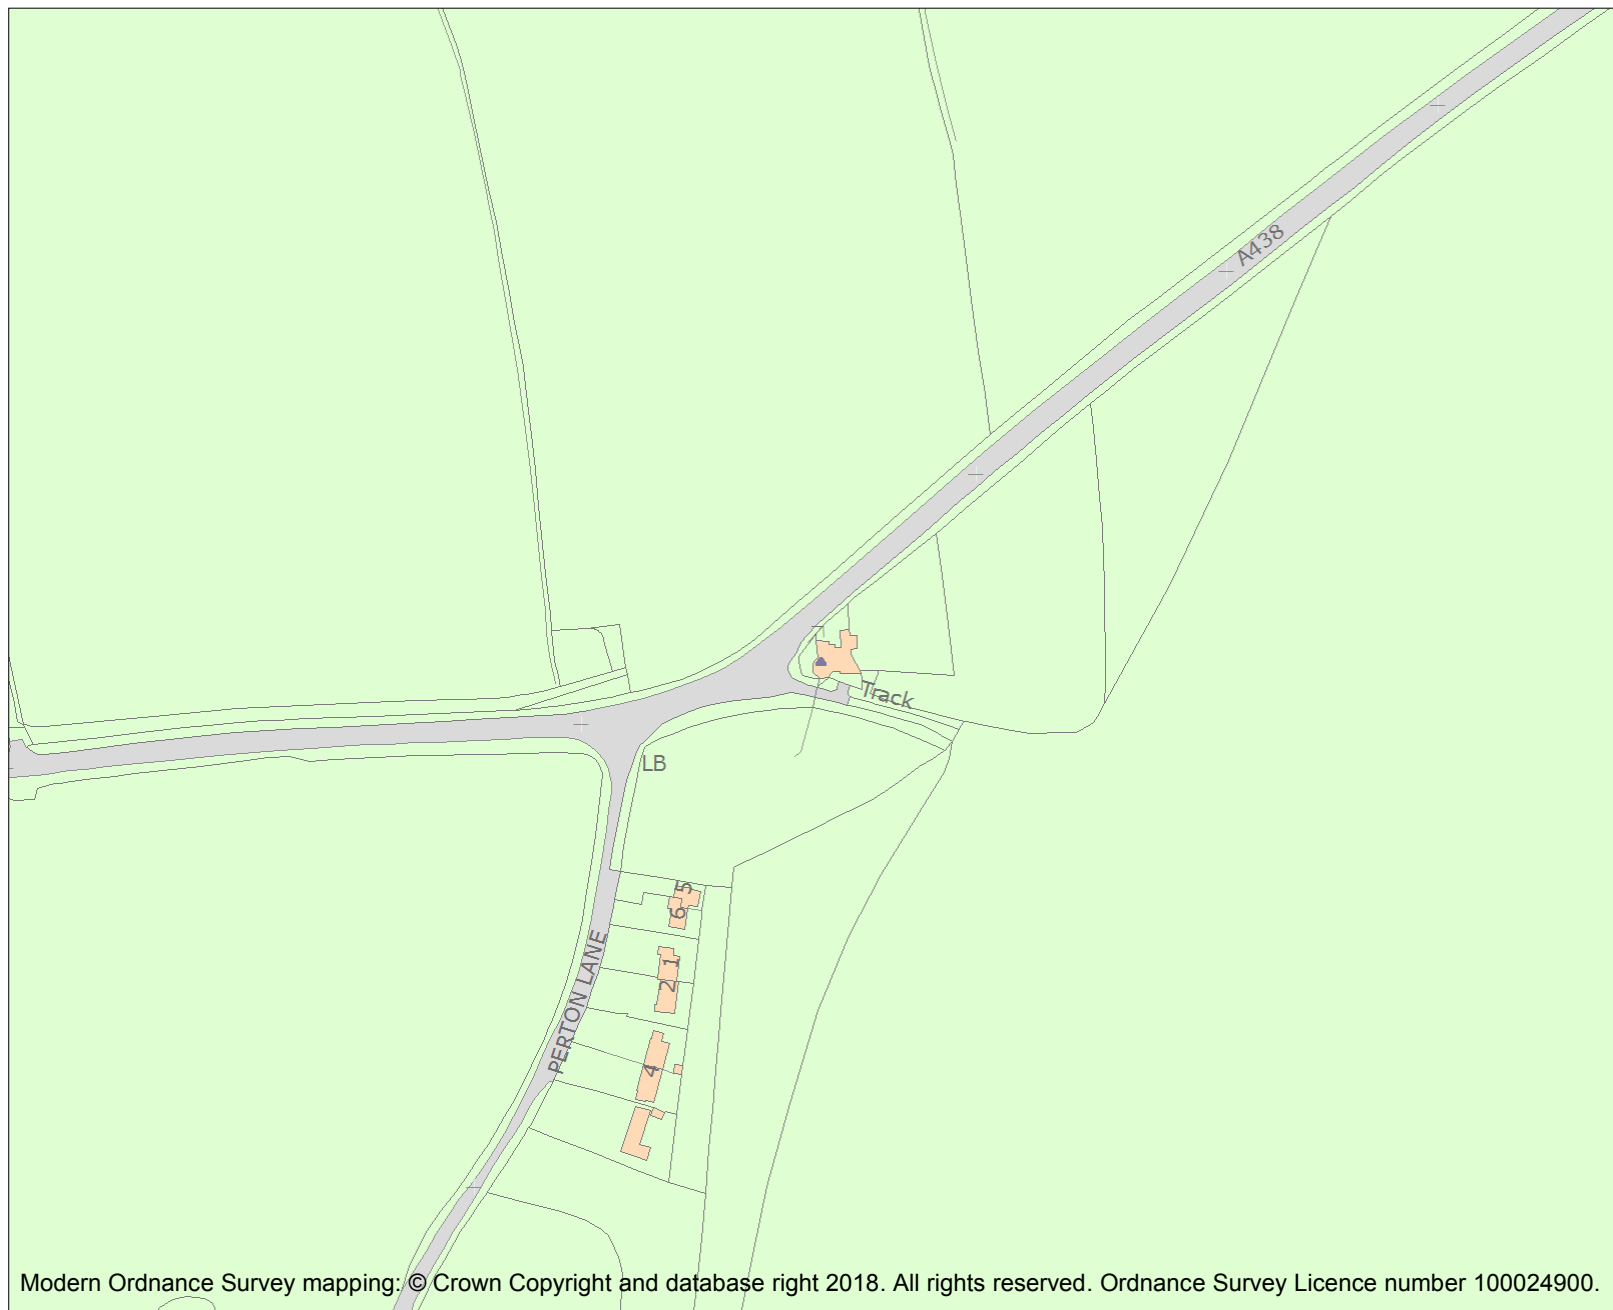 A438
Track
LB
5
6
PERTON LANE
1
2
4
Modern Ordnance Survey mapping: © Crown Copyright and database right 2018. All rights reserved. Ordnance Survey Licence number 100024900.